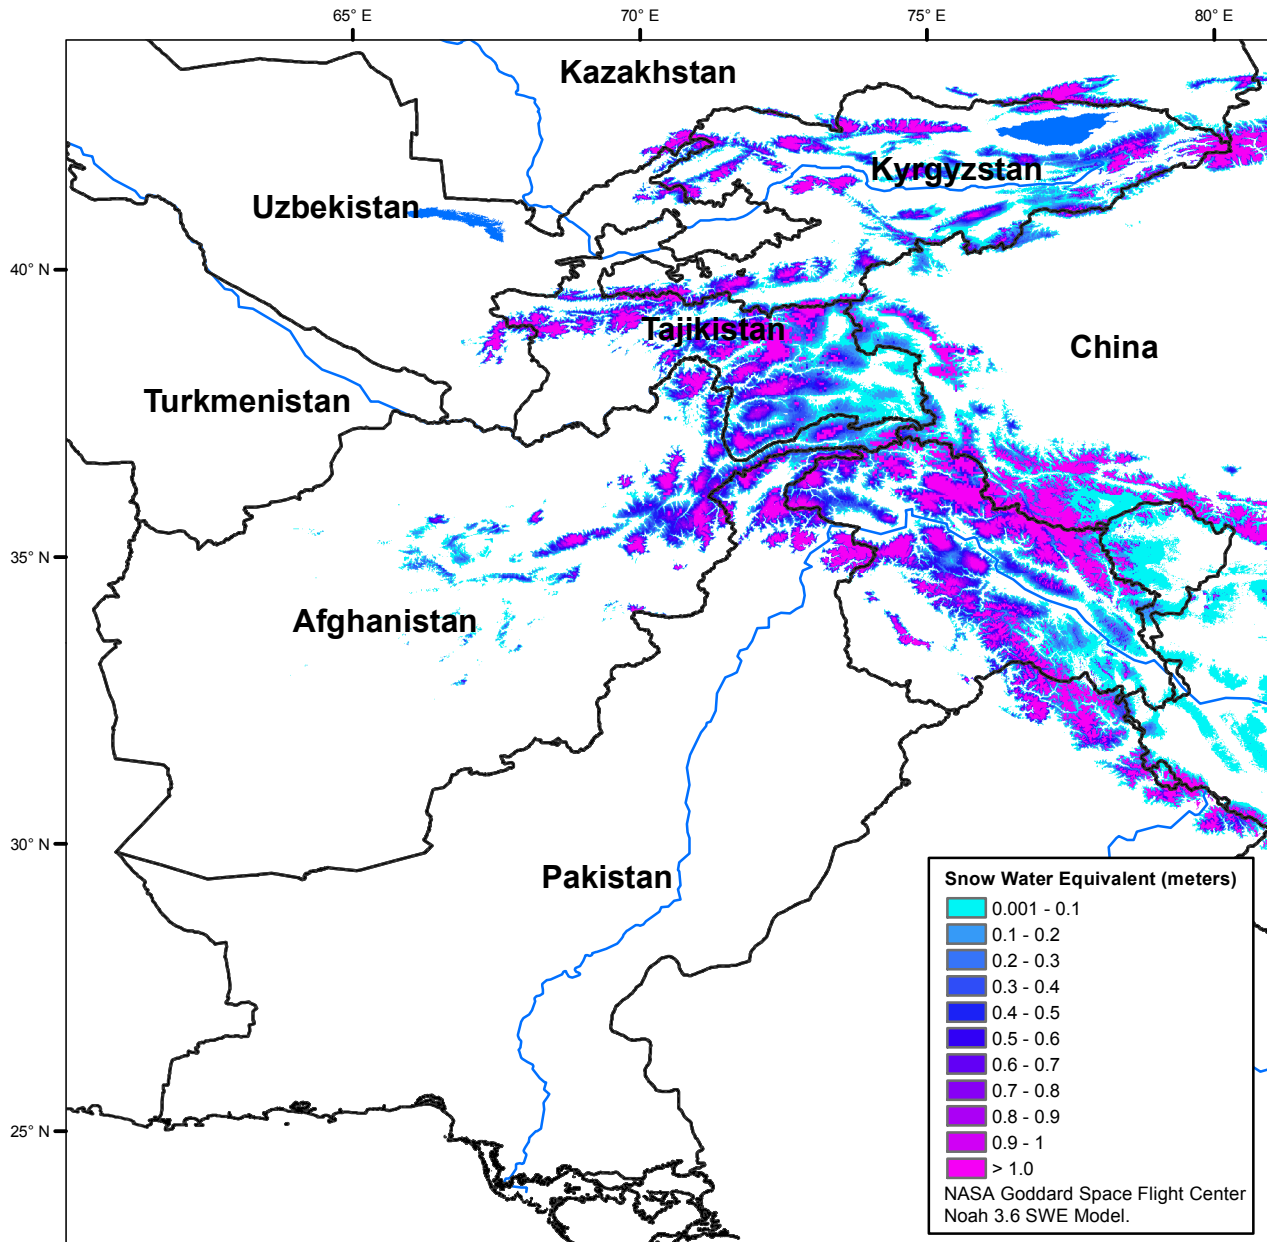 65° E
70° E
75° E
80° E
Kazakhstan
Kyrgyzstan
Uzbekistan
40° N
Tajikistan
China
Turkmenistan
35° N
Afghanistan
30° N
Pakistan
25° N
Snow Water Equivalent (meters)
0.001 - 0.1
0.1 - 0.2
0.2 - 0.3
0.3 - 0.4
0.4 - 0.5
0.5 - 0.6
0.6 - 0.7
0.7 - 0.8
0.8 - 0.9
0.9 - 1
> 1.0
NASA Goddard Space Flight Center
Noah 3.6 SWE Model.